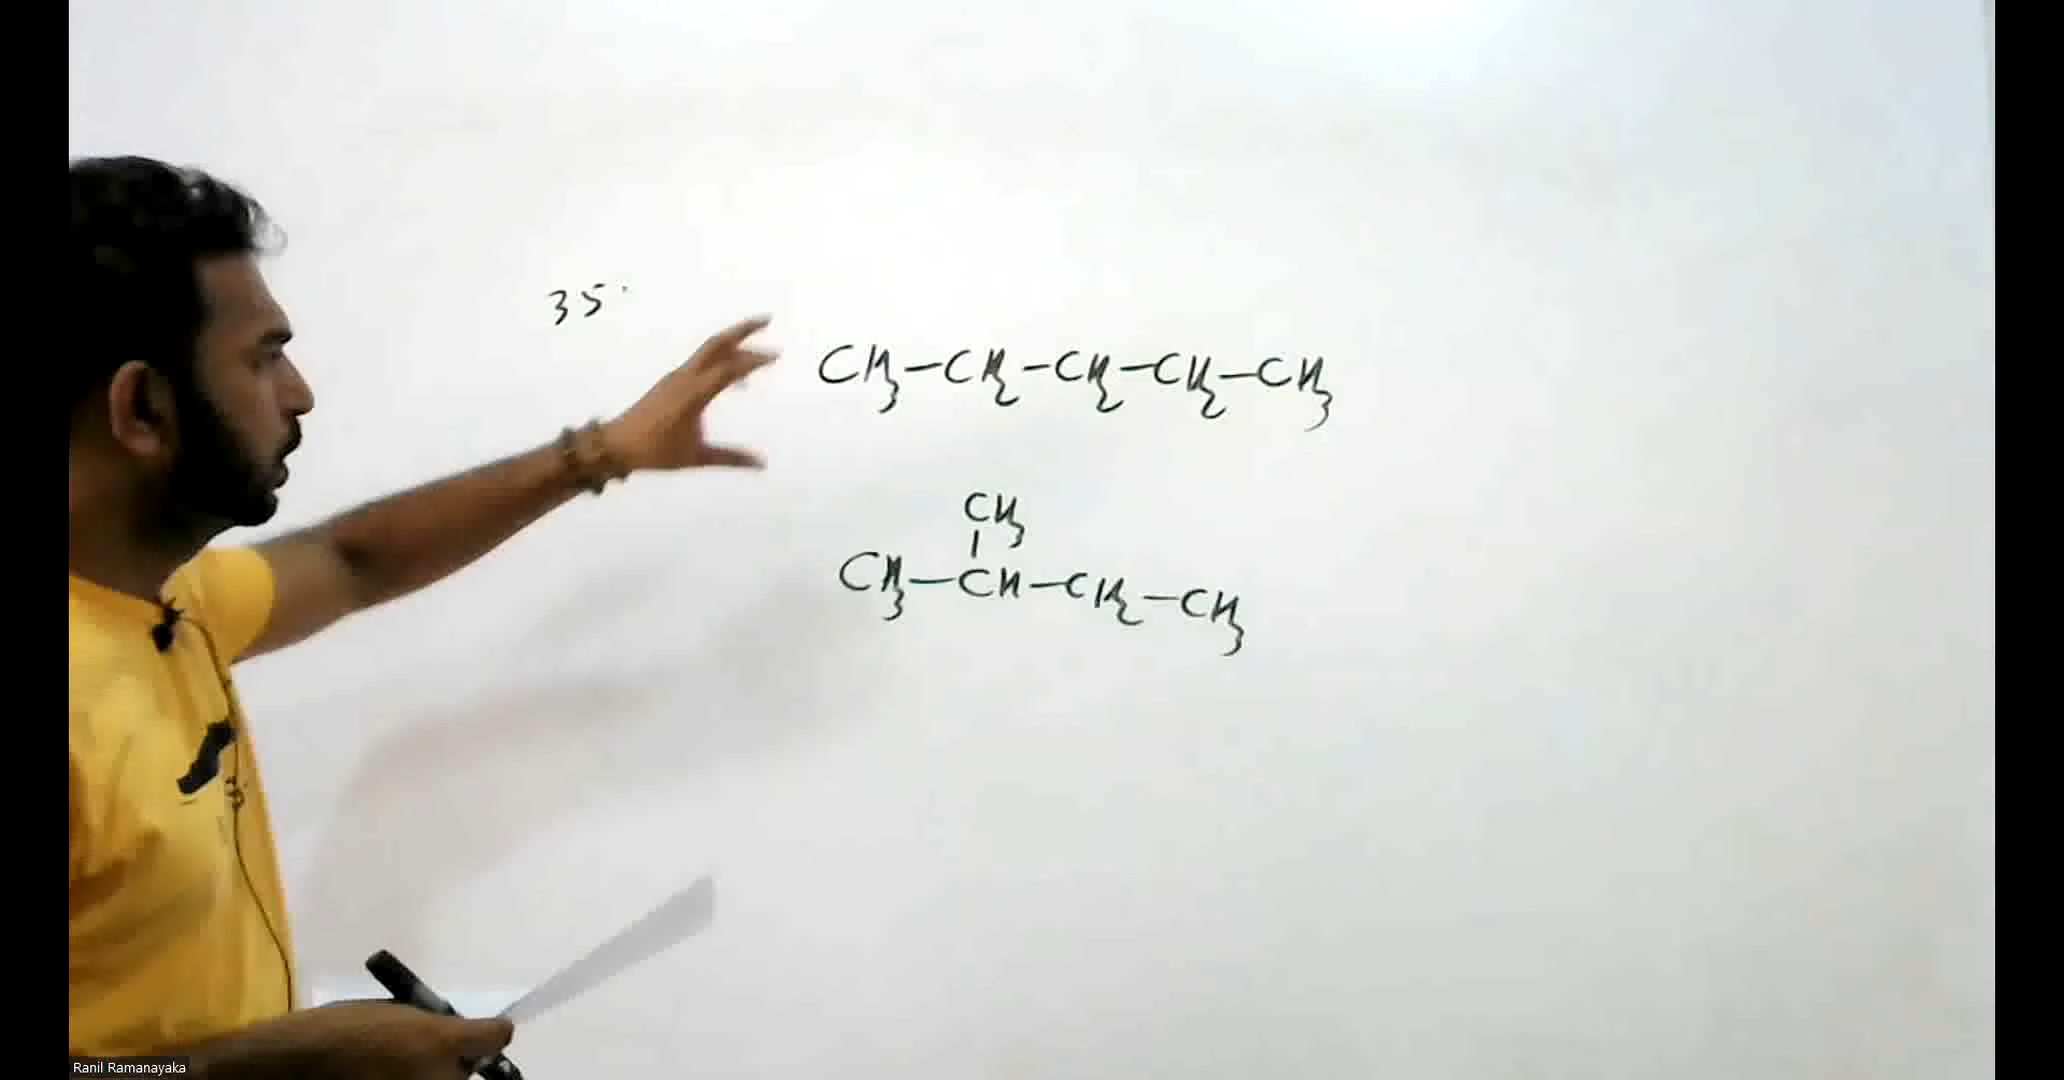 35.
CH₃—CH₂—CH₂—CH₂—CH₃
CH₃
|
CH₃—CH—CH₂—CH₃
Ranil Ramanayaka